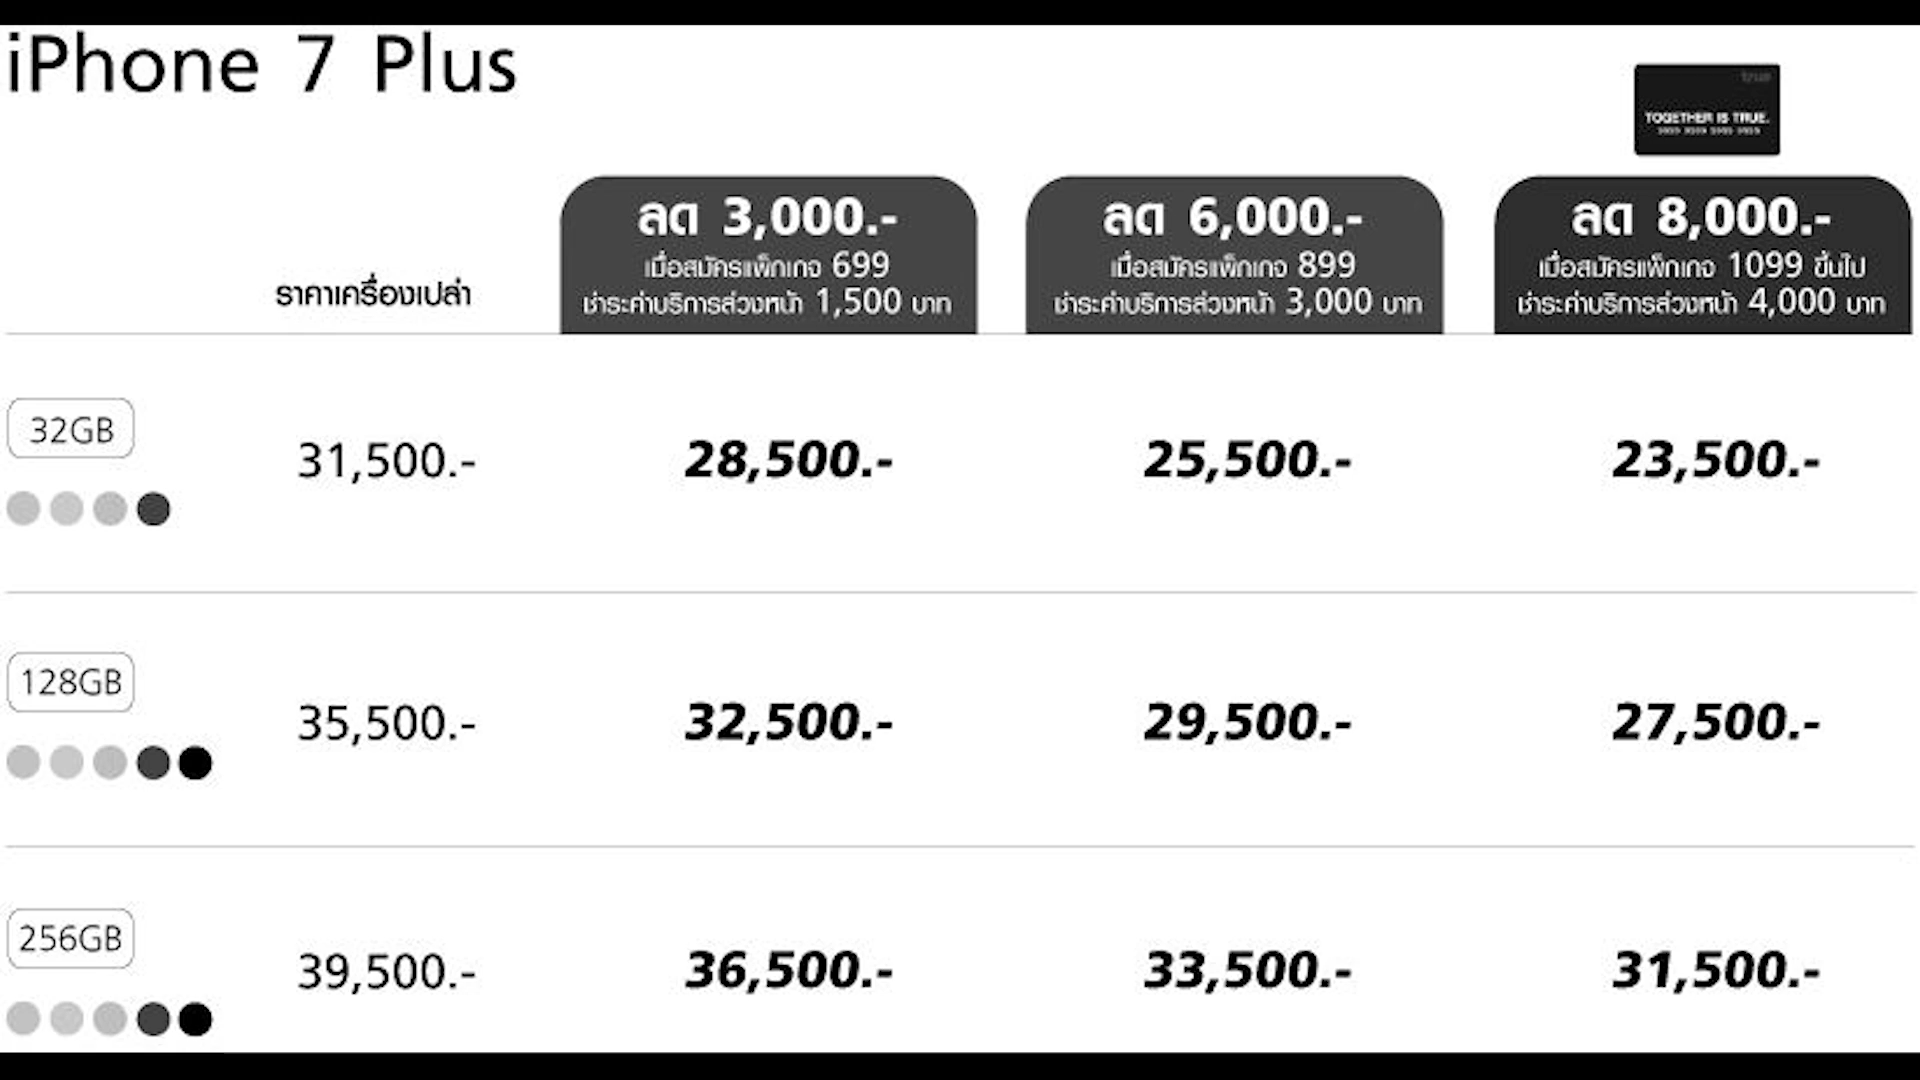 iPhone 7 Plus
TOGETHER IS TRUE.
ราคาเครื่องเปล่า
ลด 3,000.-
เมื่อสมัครแพ็กเกจ 699
ชำระค่าบริการล่วงหน้า 1,500 บาท
ลด 6,000.-
เมื่อสมัครแพ็กเกจ 899
ชำระค่าบริการล่วงหน้า 3,000 บาท
ลด 8,000.-
เมื่อสมัครแพ็กเกจ 1099 ขึ้นไป
ชำระค่าบริการล่วงหน้า 4,000 บาท
32GB
31,500.-
28,500.-
25,500.-
23,500.-
128GB
35,500.-
32,500.-
29,500.-
27,500.-
256GB
39,500.-
36,500.-
33,500.-
31,500.-